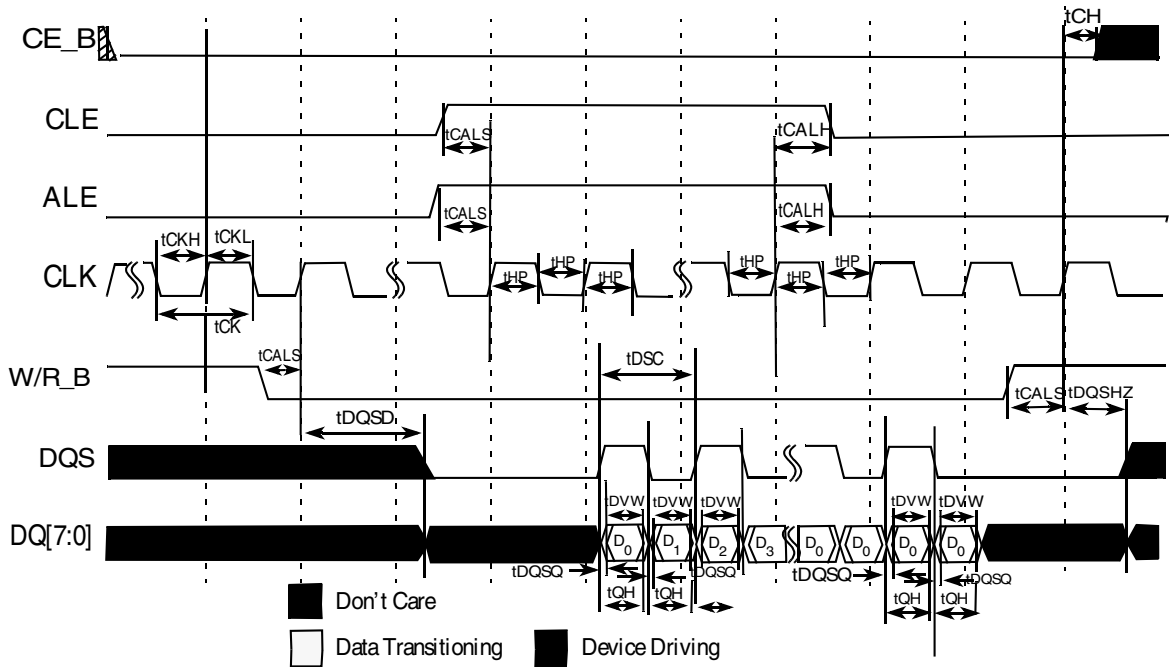 tCH
CE_B
CLE
tCALS
tCALH
ALE
tCALS
tCALH
tCKH tCKL
CLK
tHP tHP tHP tHP tHP tHP
tCK
tCALS
tDSC
W/R_B
tCALS tDQSHZ
tDQSD
DQS
tDVW tDVW tDVW tDVW tDVW
DQ[7:0]
D0 D1 D2 D3 D0 D0 D0 D0
tDQSQ tDQSQ tDQSQ tDQSQ
tQH tQH tQH tQH
Don't Care
Data Transitioning Device Driving